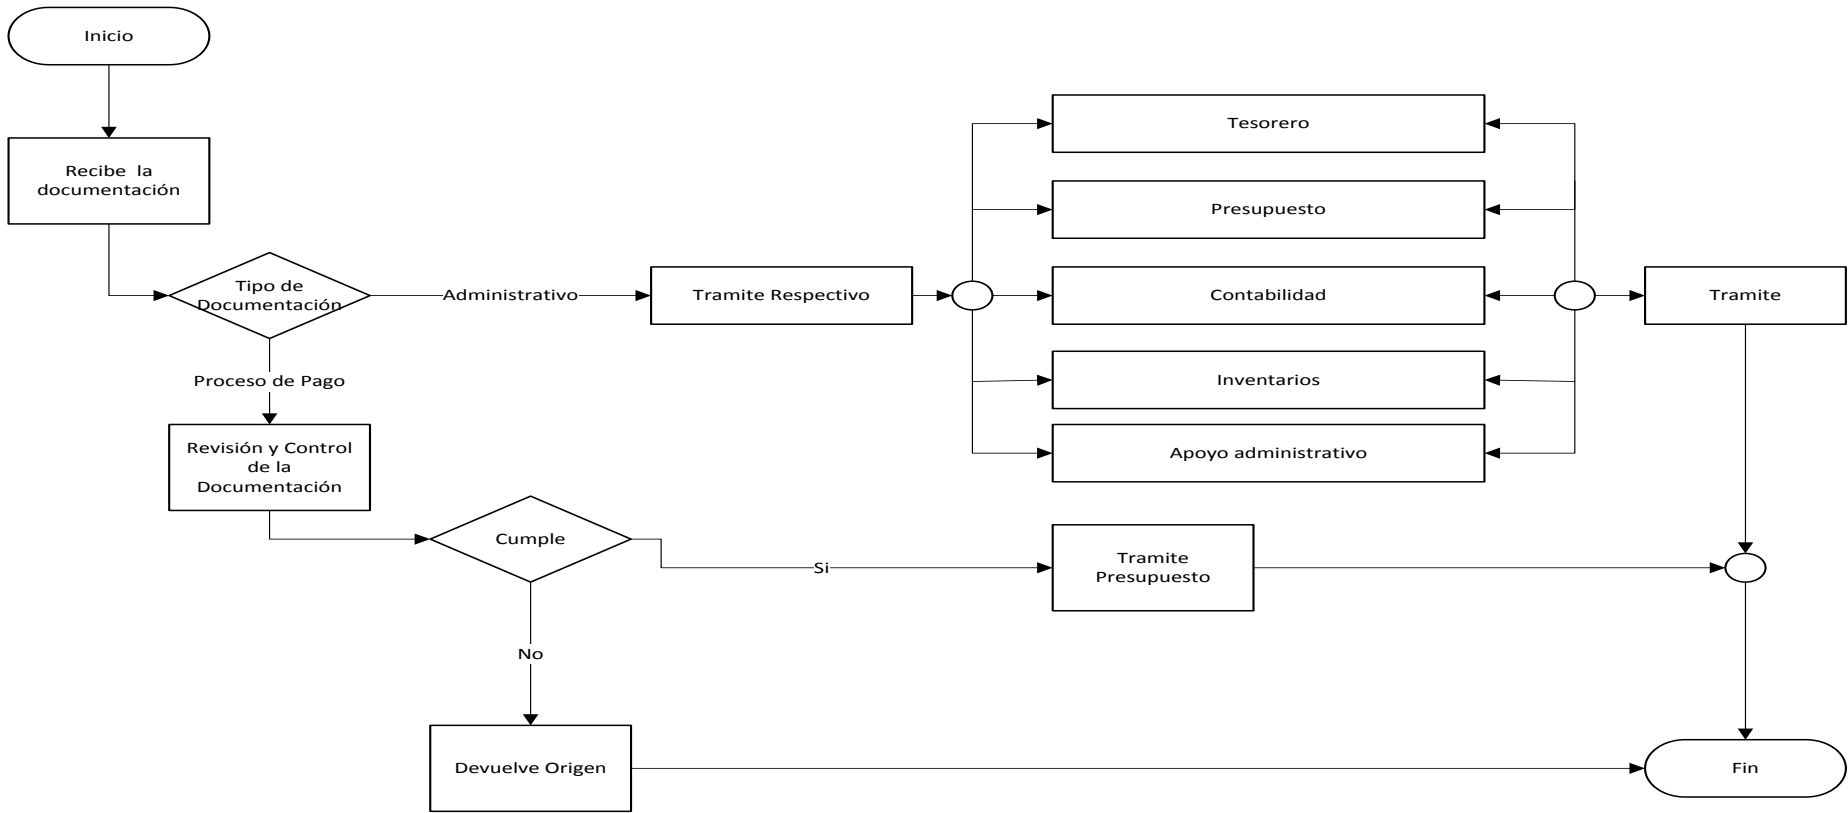 Inicio
Recibe la
documentación
Tipo de
Documentación
Administrativo
Tramite Respectivo
Tesorero
Presupuesto
Contabilidad
Inventarios
Apoyo administrativo
Tramite
Proceso de Pago
Revisión y Control
de la
Documentación
Cumple
Si
Tramite
Presupuesto
No
Devuelve Origen
Fin